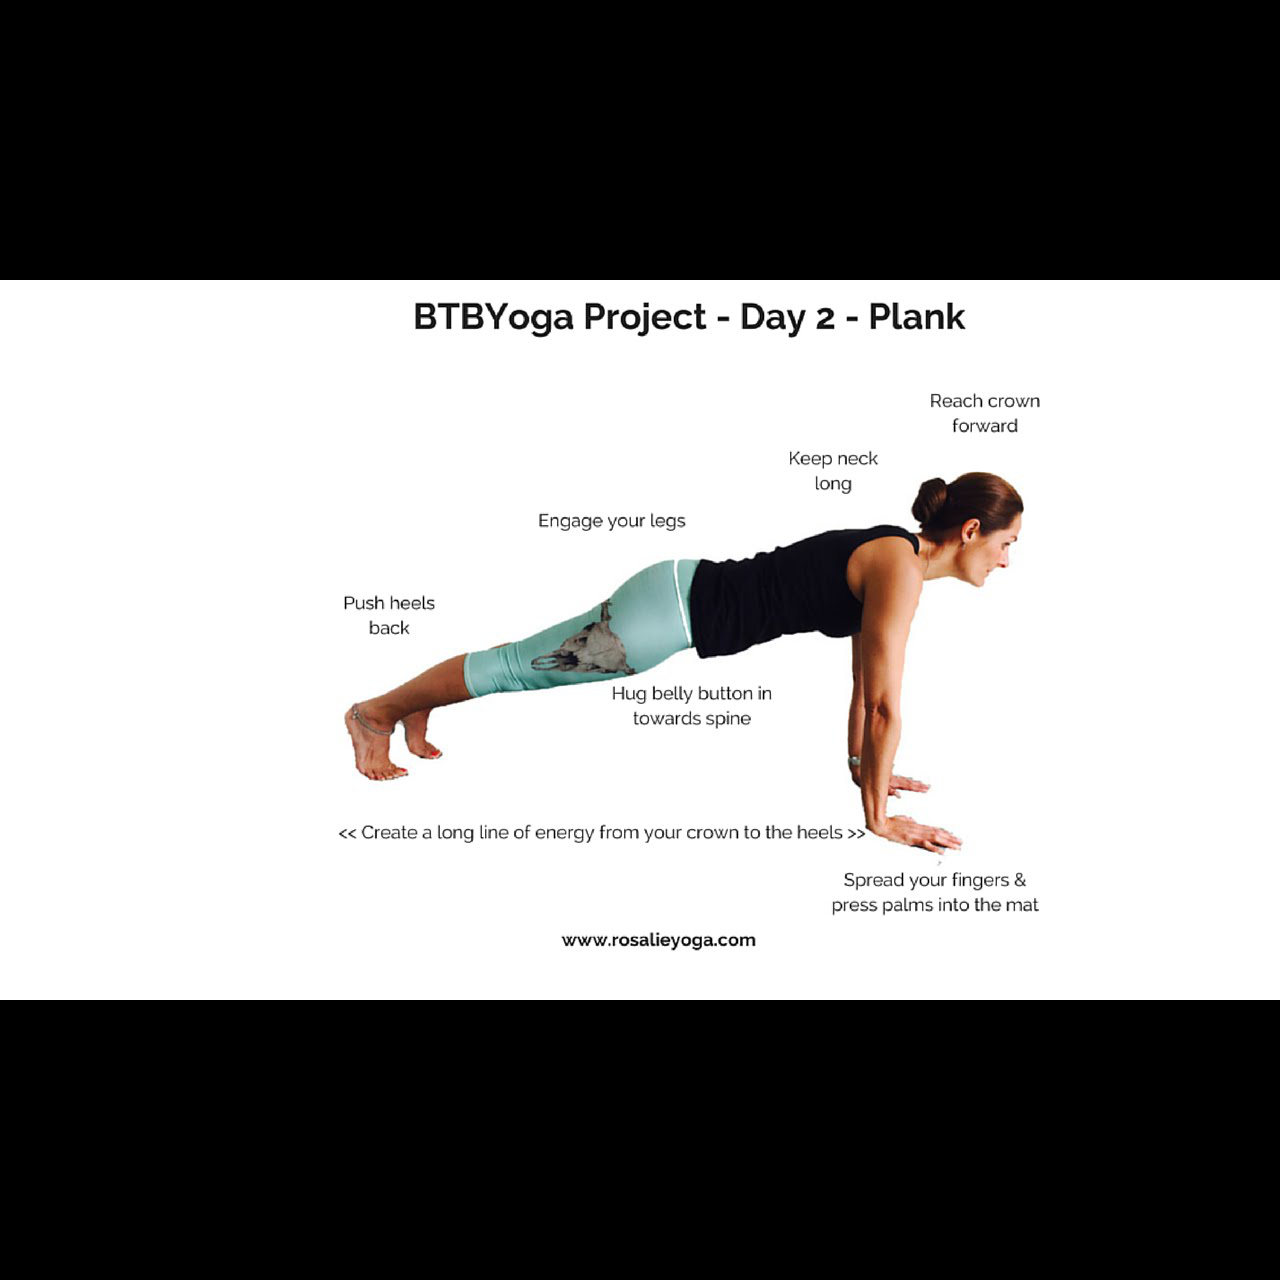 BTBYoga Project - Day 2 - Plank
Reach crown
forward
Keep neck
long
Engage your legs
Push heels
back
Hug belly button in
towards spine
<< Create a long line of energy from your crown to the heels >>
Spread your fingers &
press palms into the mat
www.rosalieyoga.com